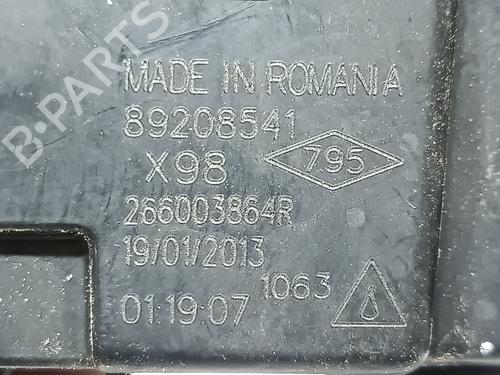 B-PARTS
MADE IN ROMANIA
89208541
X98
795
266003864R
19/01/2013
01:19:07
1063